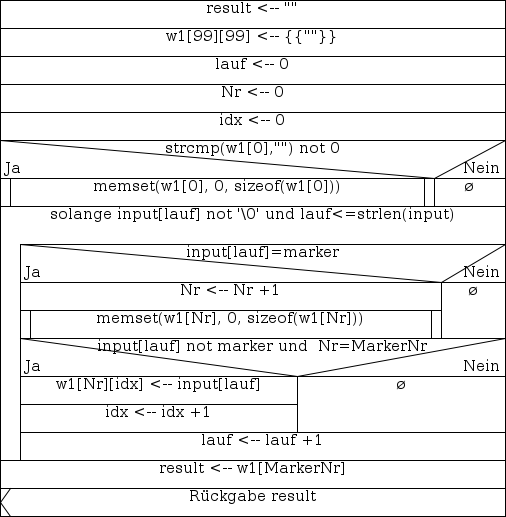 result <-- ""
w1[99][99] <-- {{""}}
lauf <-- 0
Nr <-- 0
idx <-- 0
strcmp(w1[0],"") not 0
Ja Nein
memset(w1[0], 0, sizeof(w1[0])) ø
solange input[lauf] not '\0' und lauf<=strlen(input)
input[lauf]=marker
Ja Nein
Nr <-- Nr +1 ø
memset(w1[Nr], 0, sizeof(w1[Nr]))
input[lauf] not marker und Nr=MarkerNr
Ja Nein
w1[Nr][idx] <-- input[lauf] ø
idx <-- idx +1
lauf <-- lauf +1
result <-- w1[MarkerNr]
Rückgabe result